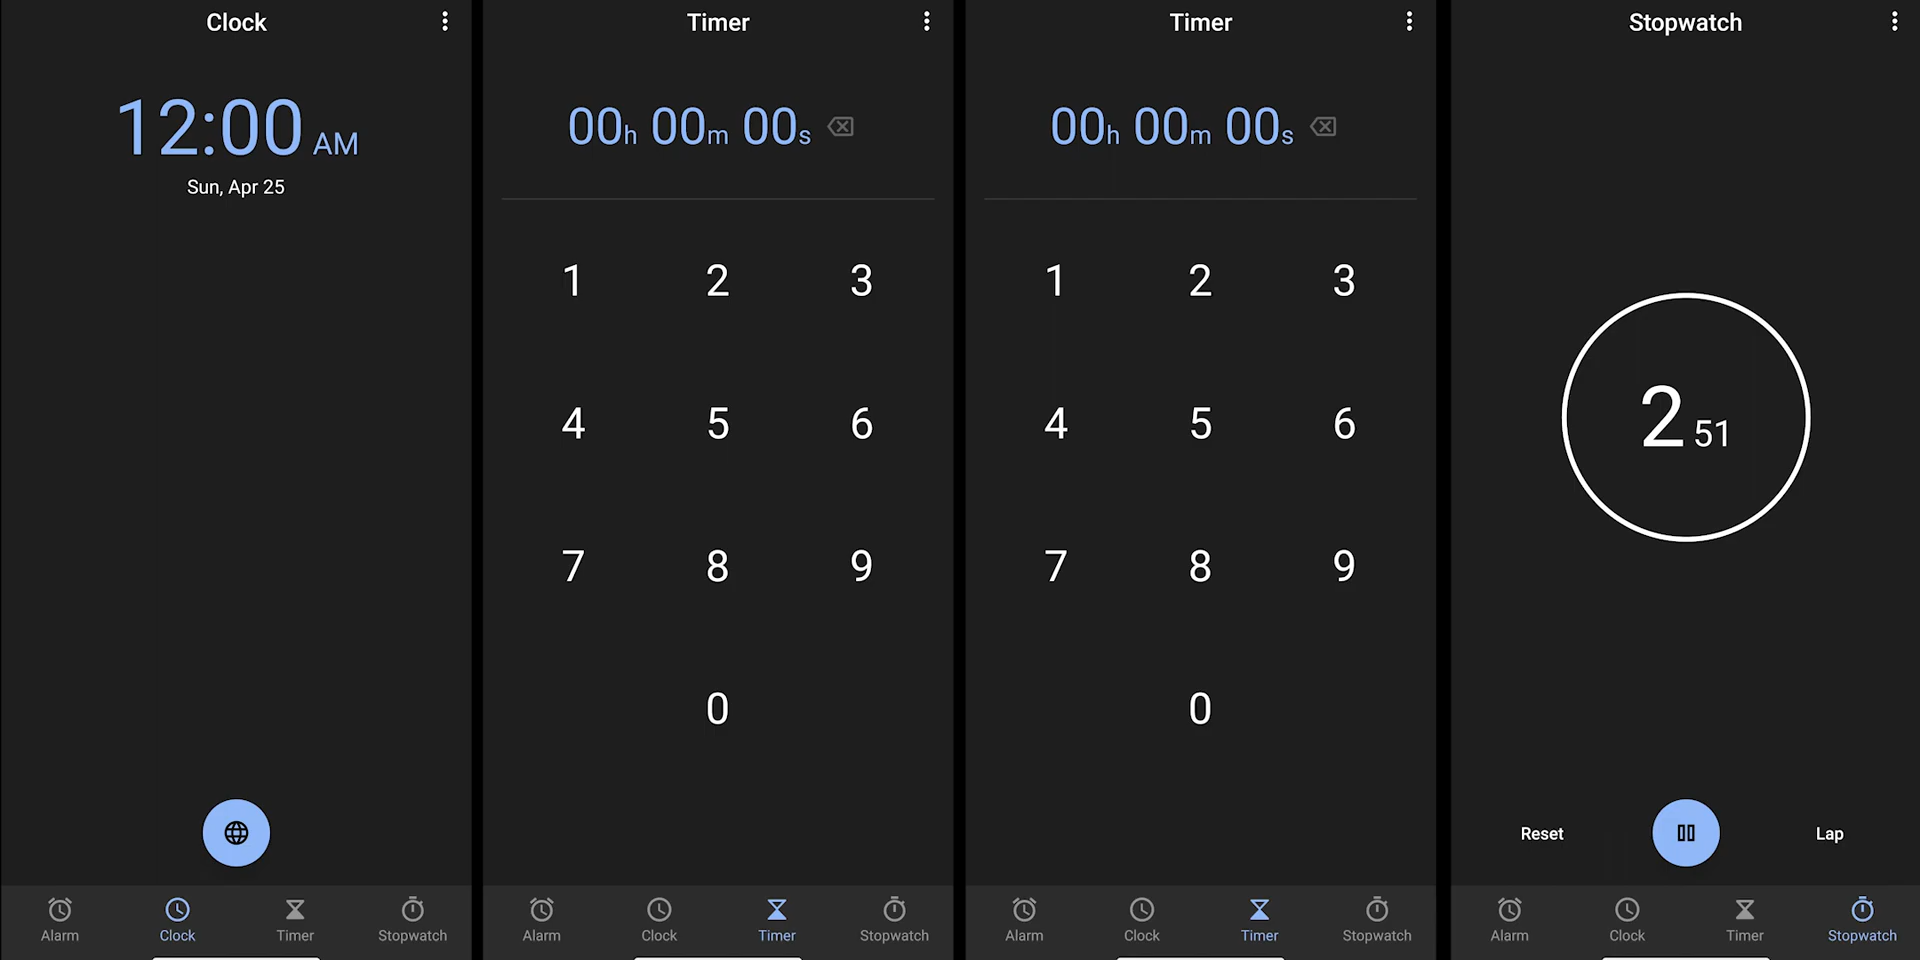 Clock
12:00 AM
Sun, Apr 25
Alarm Clock Timer Stopwatch
Timer
00h 00m 00s
1 2 3
4 5 6
7 8 9
0
Alarm Clock Timer Stopwatch
Timer
00h 00m 00s
1 2 3
4 5 6
7 8 9
0
Alarm Clock Timer Stopwatch
Stopwatch
2 51
Reset Lap
Alarm Clock Timer Stopwatch